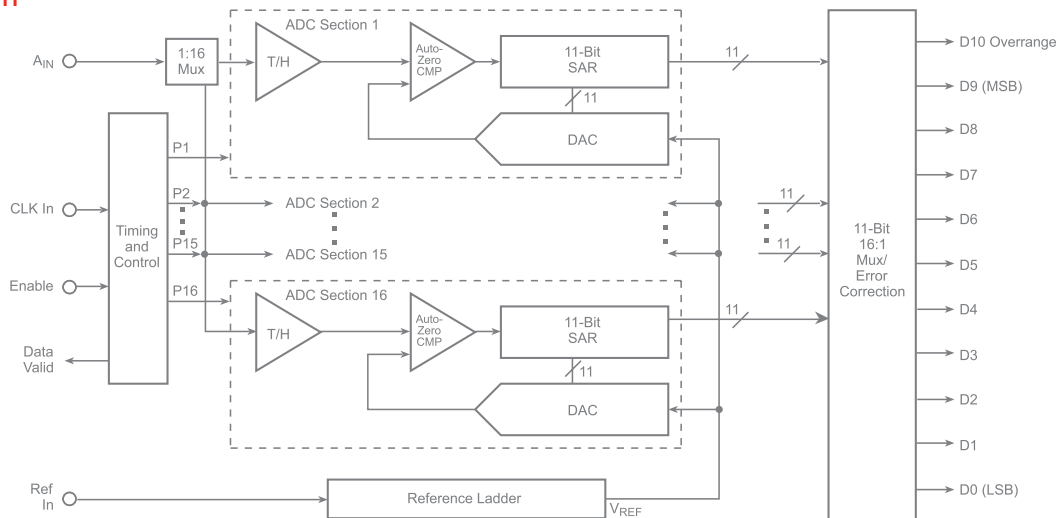 ADC Section 1
A_IN
1:16
Mux
T/H
Auto-
Zero
CMP
11-Bit
SAR
11
11
DAC
D10 Overrange
D9 (MSB)
D8
D7
D6
D5
D4
D3
D2
D1
D0 (LSB)
P1
P2
P15
P16
CLK In
Enable
Data
Valid
Timing
and
Control
ADC Section 2
ADC Section 15
11
11
11-Bit
16:1
Mux/
Error
Correction
ADC Section 16
T/H
Auto-
Zero
CMP
11-Bit
SAR
11
11
DAC
Ref
In
Reference Ladder
V_REF